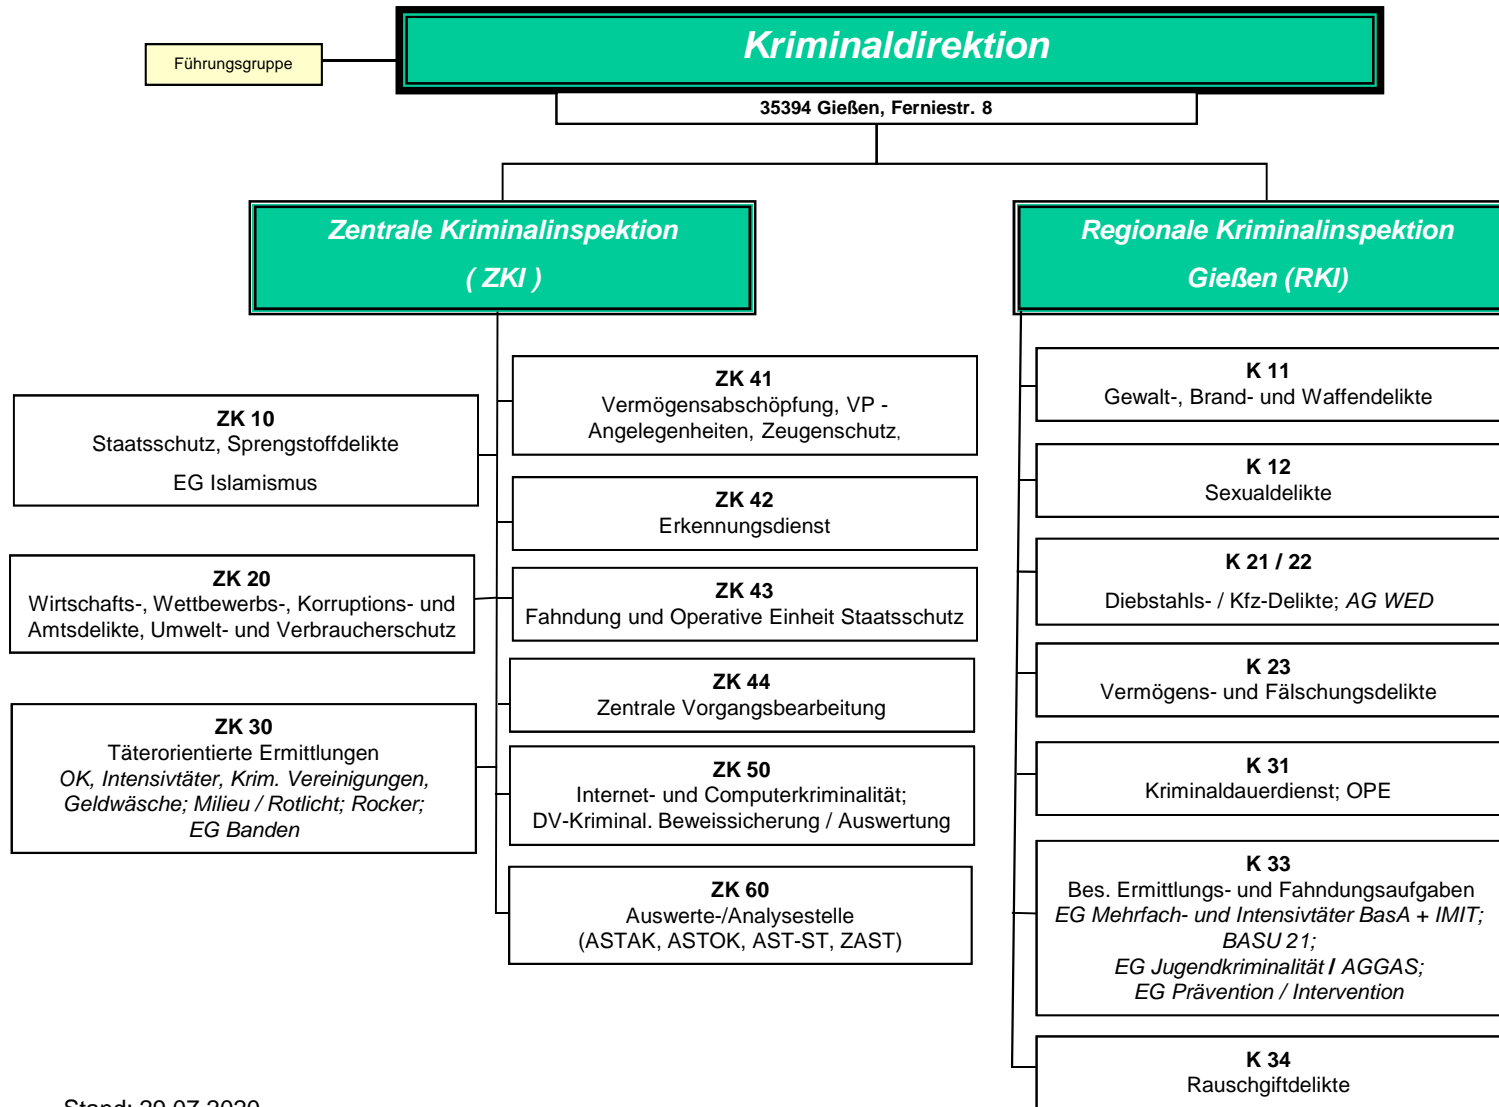 Kriminaldirektion
Führungsgruppe
35394 Gießen, Ferniestr. 8
Zentrale Kriminalinspektion
( ZKI )
Regionale Kriminalinspektion
Gießen (RKI)
ZK 10
Staatsschutz, Sprengstoffdelikte
EG Islamismus
ZK 20
Wirtschafts-, Wettbewerbs-, Korruptions- und
Amtsdelikte, Umwelt- und Verbraucherschutz
ZK 30
Täterorientierte Ermittlungen
OK, Intensivtäter, Krim. Vereinigungen,
Geldwäsche; Milieu / Rotlicht; Rocker;
EG Banden
ZK 41
Vermögensabschöpfung, VP -
Angelegenheiten, Zeugenschutz,
ZK 42
Erkennungsdienst
ZK 43
Fahndung und Operative Einheit Staatsschutz
ZK 44
Zentrale Vorgangsbearbeitung
ZK 50
Internet- und Computerkriminalität;
DV-Kriminal. Beweissicherung / Auswertung
ZK 60
Auswerte-/Analysestelle
(ASTAK, ASTOK, AST-ST, ZAST)
K 11
Gewalt-, Brand- und Waffendelikte
K 12
Sexualdelikte
K 21 / 22
Diebstahls- / Kfz-Delikte; AG WED
K 23
Vermögens- und Fälschungsdelikte
K 31
Kriminaldauerdienst; OPE
K 33
Bes. Ermittlungs- und Fahndungsaufgaben
EG Mehrfach- und Intensivtäter BasA + IMIT;
BASU 21;
EG Jugendkriminalität / AGGAS;
EG Prävention / Intervention
K 34
Rauschgiftdelikte